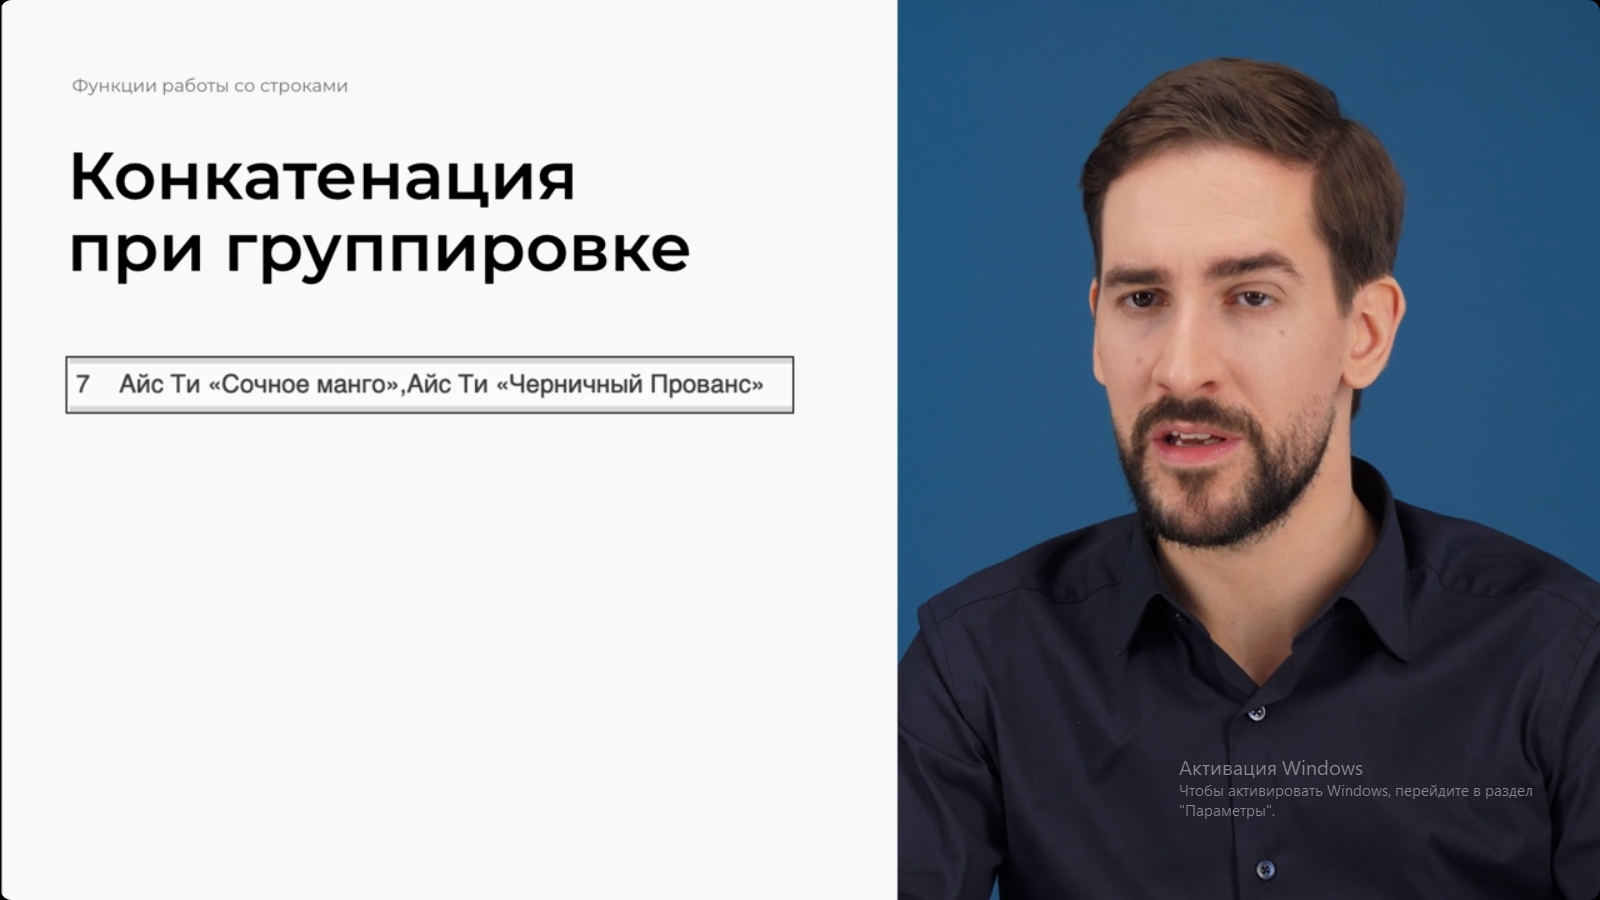 Функции работы со строками
Конкатенация
при группировке
7 Айс Ти «Сочное манго»,Айс Ти «Черничный Прованс»
Активация Windows
Чтобы активировать Windows, перейдите в раздел
"Параметры".